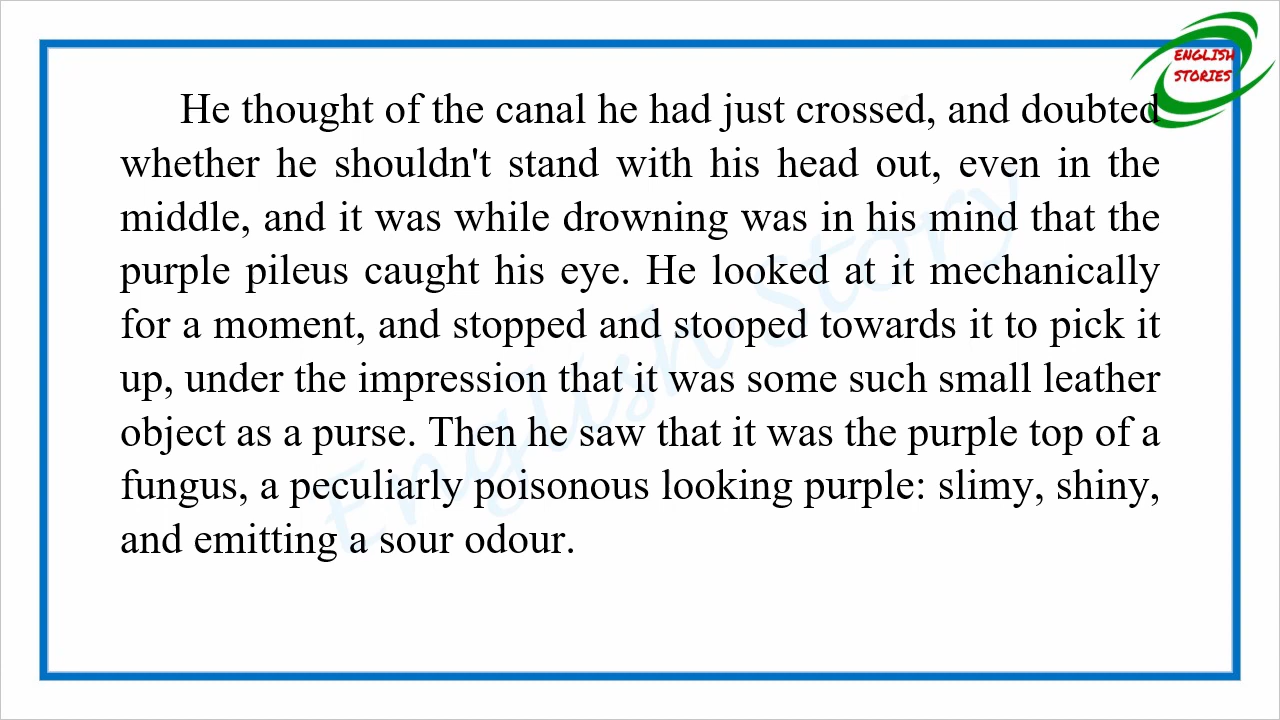 ENGLISH
STORIES
He thought of the canal he had just crossed, and doubted
whether he shouldn't stand with his head out, even in the
middle, and it was while drowning was in his mind that the
purple pileus caught his eye. He looked at it mechanically
for a moment, and stopped and stooped towards it to pick it
up, under the impression that it was some such small leather
object as a purse. Then he saw that it was the purple top of a
fungus, a peculiarly poisonous looking purple: slimy, shiny,
and emitting a sour odour.
English Story